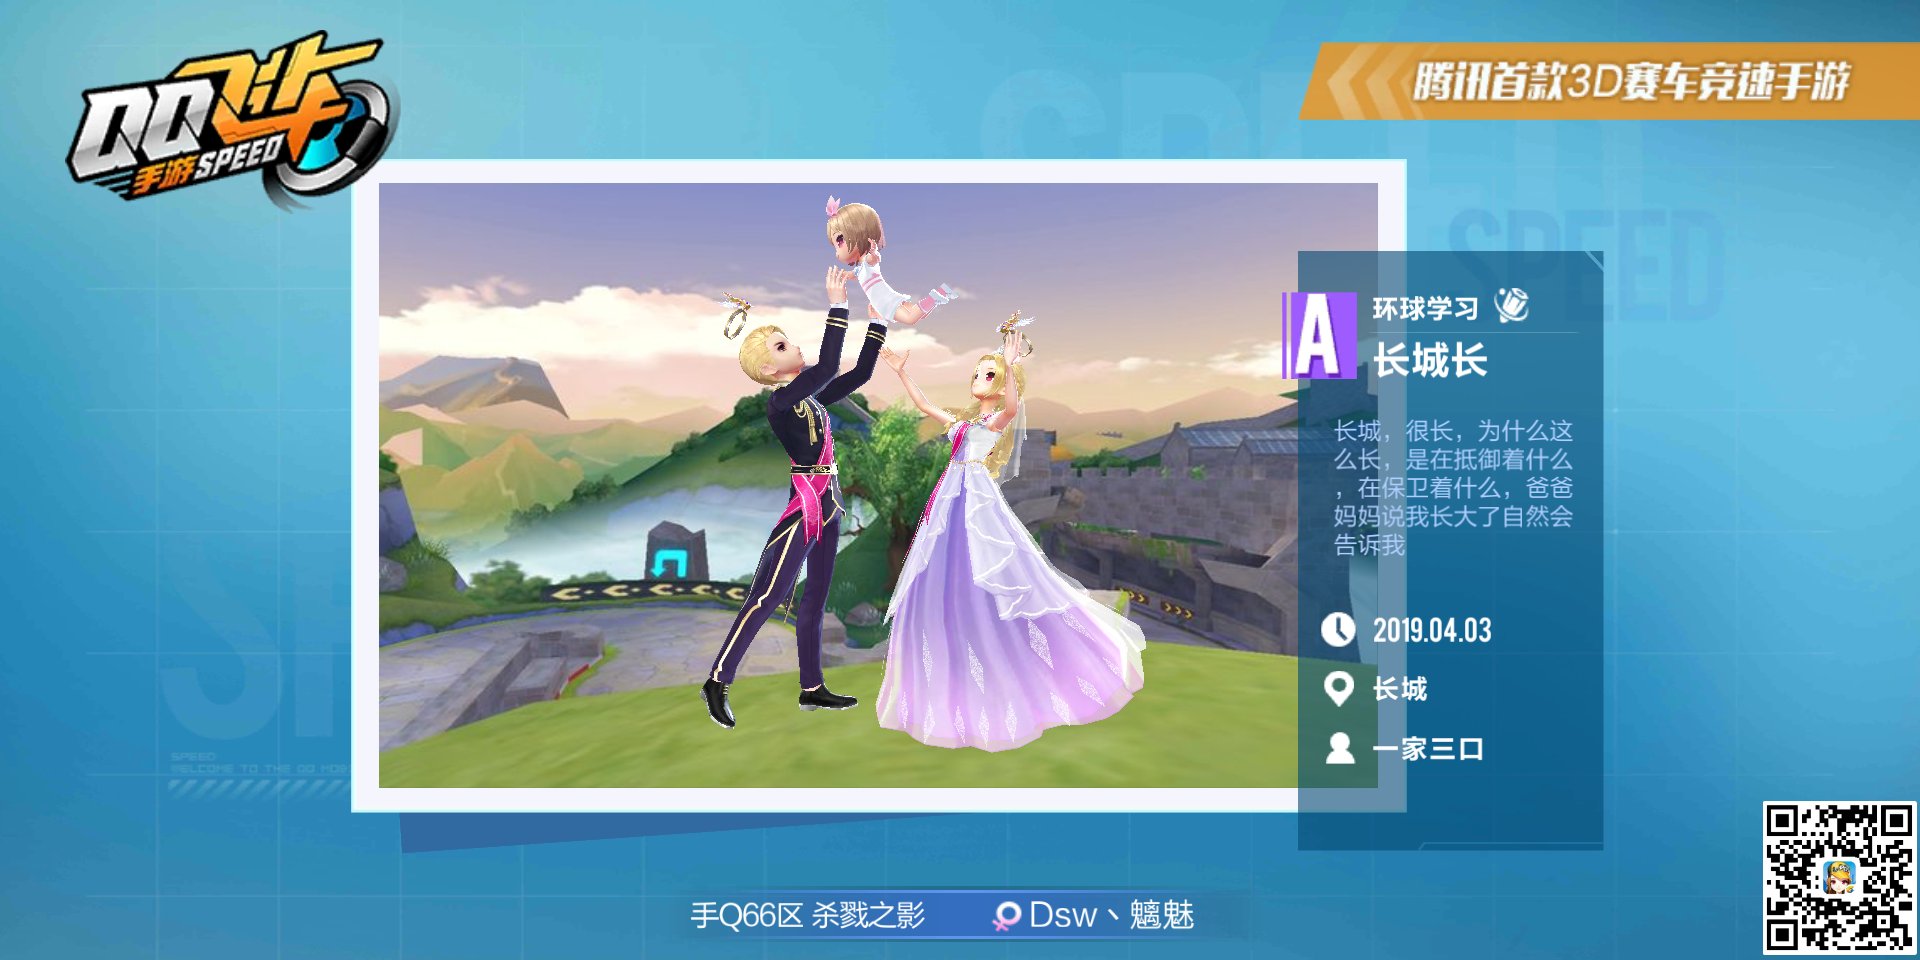 QQ飞车
手游SPEED
腾讯首款3D赛车竞速手游
SPEED
SPEED
A
环球学习
长城长
长城，很长，为什么这
么长，是在抵御着什么
，在保卫着什么，爸爸
妈妈说我长大了自然会
告诉我
2019.04.03
长城
一家三口
SPEED
手Q66区 杀戮之影
Dsw丶魑魅